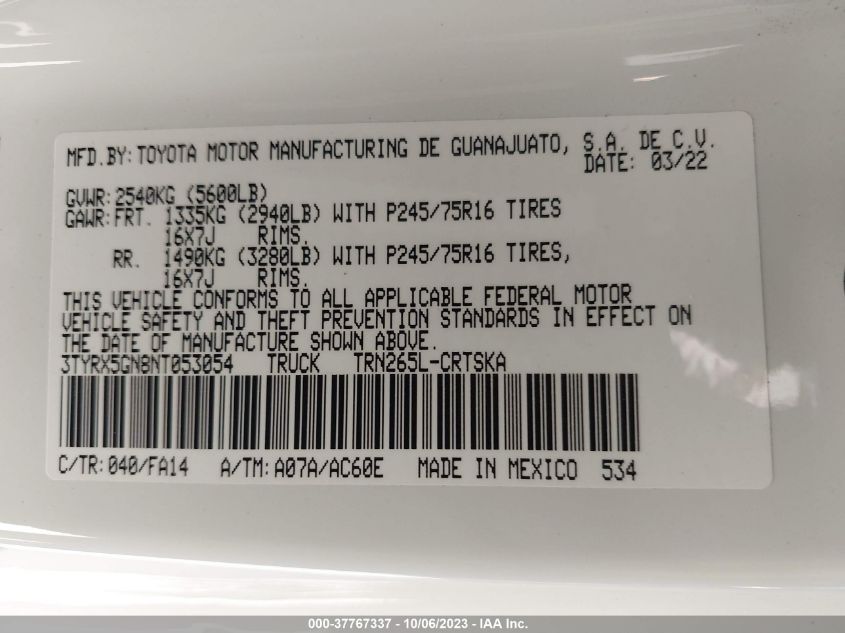 MFD.BY: TOYOTA MOTOR MANUFACTURING DE GUANAJUATO, S.A. DE C.V.
DATE: 03/22
GVWR: 2540KG (5600LB)
GAWR: FRT. 1335KG (2940LB) WITH P245/75R16 TIRES
16X7J RIMS.
RR. 1490KG (3280LB) WITH P245/75R16 TIRES,
16X7J RIMS.
THIS VEHICLE CONFORMS TO ALL APPLICABLE FEDERAL MOTOR
VEHICLE SAFETY AND THEFT PREVENTION STANDARDS IN EFFECT ON
THE DATE OF MANUFACTURE SHOWN ABOVE.
3TYRX5GN8NT053054 TRUCK TRN265L-CRTSKA
C/TR: 040/FA14 A/TM: A07A/AC60E MADE IN MEXICO 534
000-37767337 - 10/06/2023 - IAA Inc.